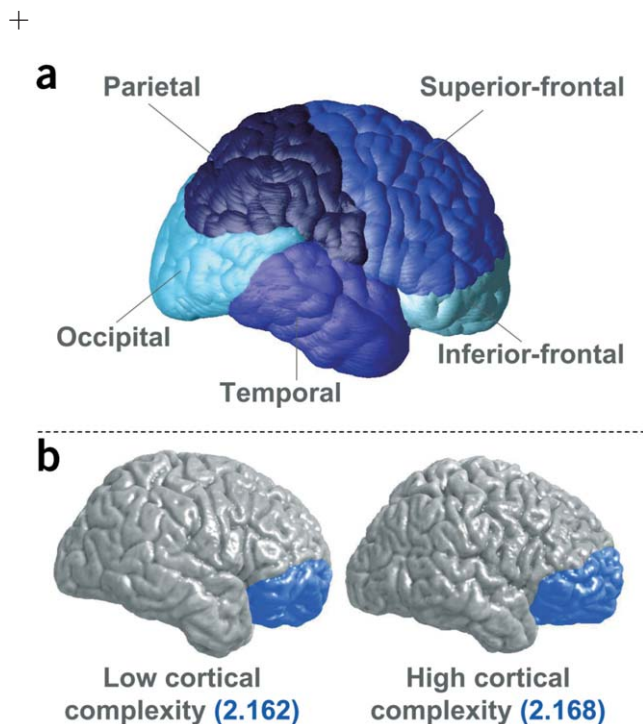 a
Parietal
Superior-frontal
Occipital
Inferior-frontal
Temporal
b
Low cortical
complexity (2.162)
High cortical
complexity (2.168)